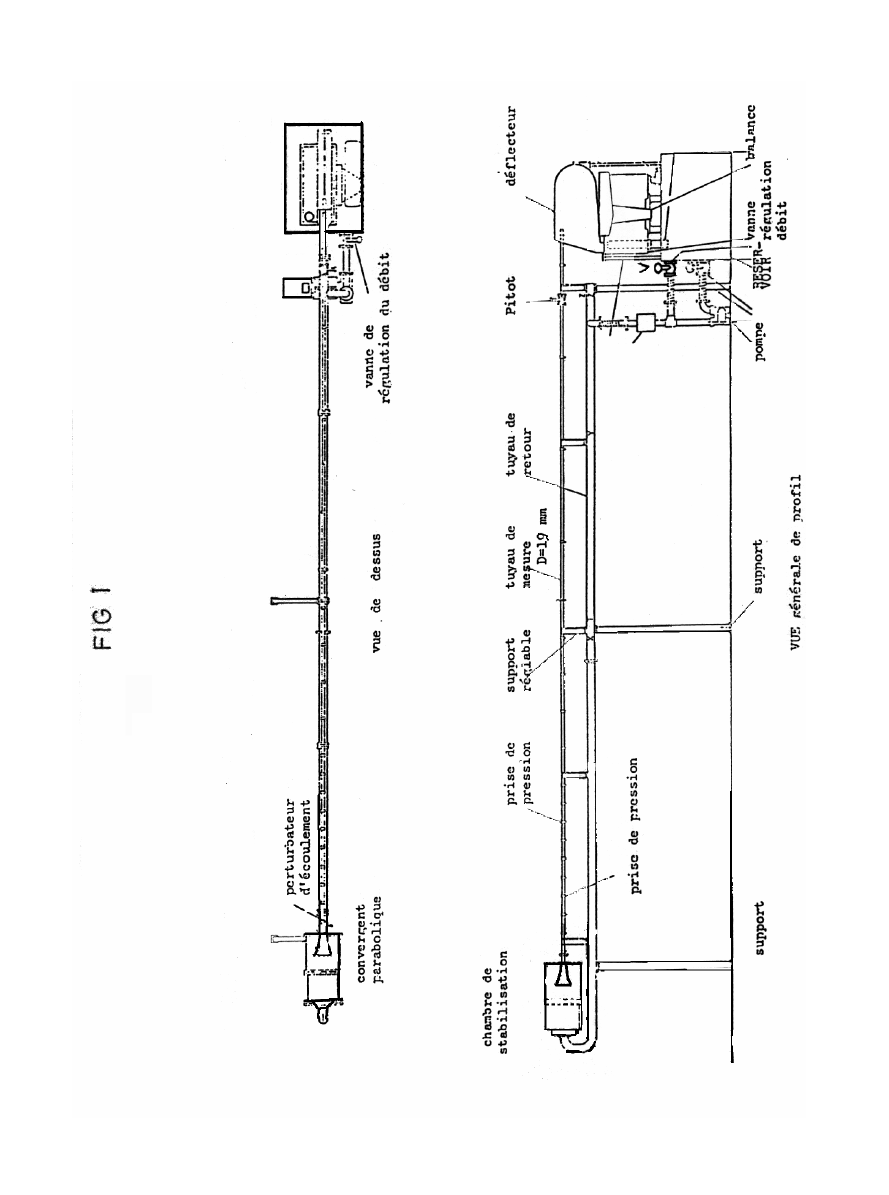 FIG 1
perturbateur
d'écoulement
convergent
parabolique
vue . de dessus
vanne de
régulation du débit
chambre de
stabilisation
prise de
pression
support
réglable
tuyau de
mesure
D=19 mm
tuyau de
retour
Pitot
déflecteur
prise de pression
V
C
RESER-
VOIR
vanne
régulation
débit
balance
pompe
support
support
VUE générale de profil